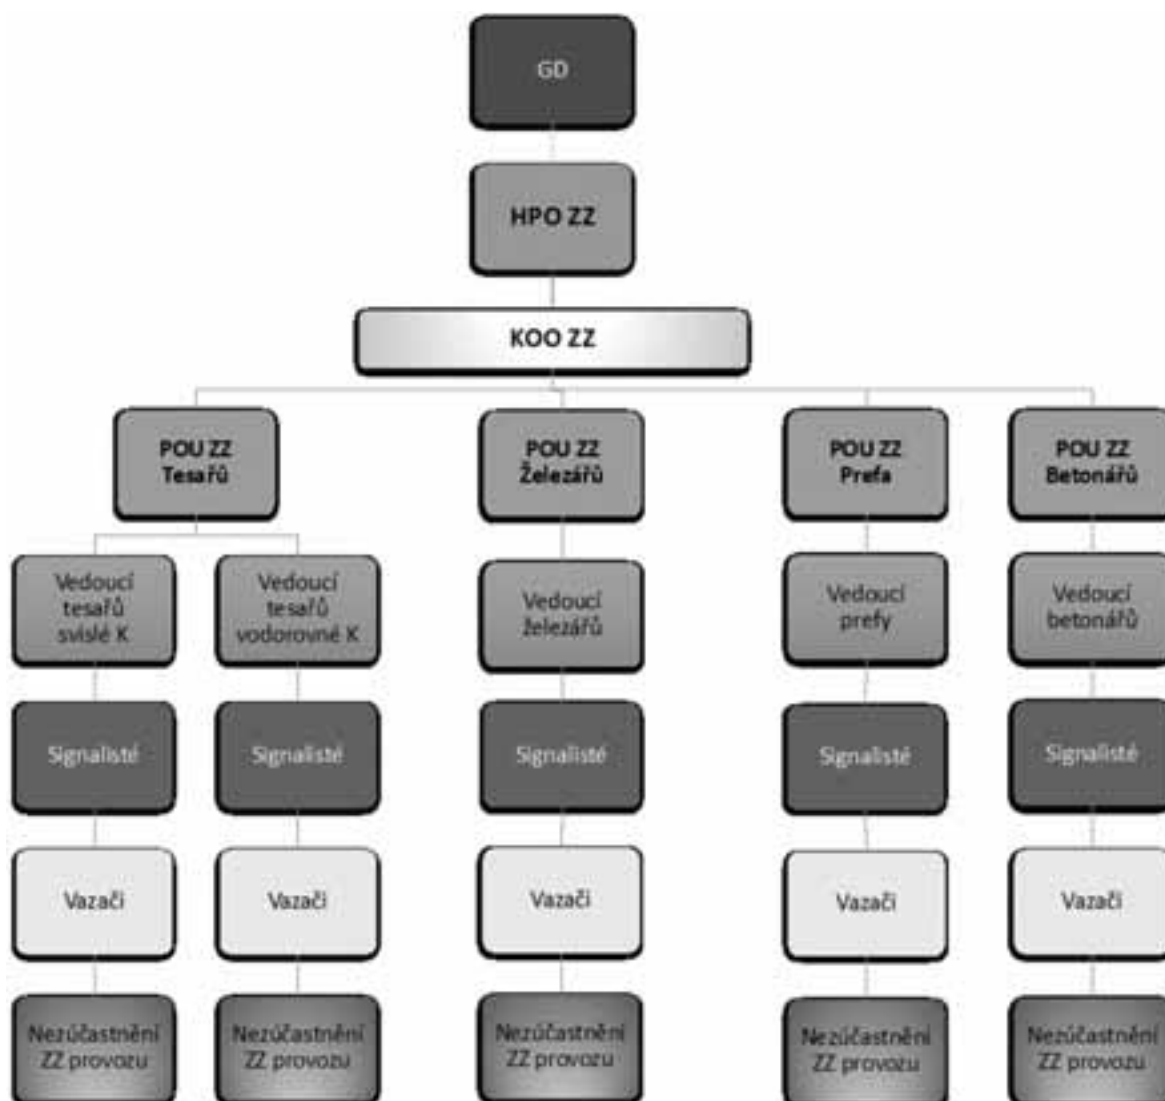 GD
HPO ZZ
KOO ZZ
POU ZZ
Tesařů
POU ZZ
Železářů
POU ZZ
Prefa
POU ZZ
Betonářů
Vedoucí
tesařů
svislé K
Vedoucí
tesařů
vodorovné K
Vedoucí
železářů
Vedoucí
prefy
Vedoucí
betonářů
Signalisté
Signalisté
Signalisté
Signalisté
Signalisté
Vazači
Vazači
Vazači
Vazači
Vazači
Nezúčastnění
ZZ provozu
Nezúčastnění
ZZ provozu
Nezúčastnění
ZZ provozu
Nezúčastnění
ZZ provozu
Nezúčastnění
ZZ provozu